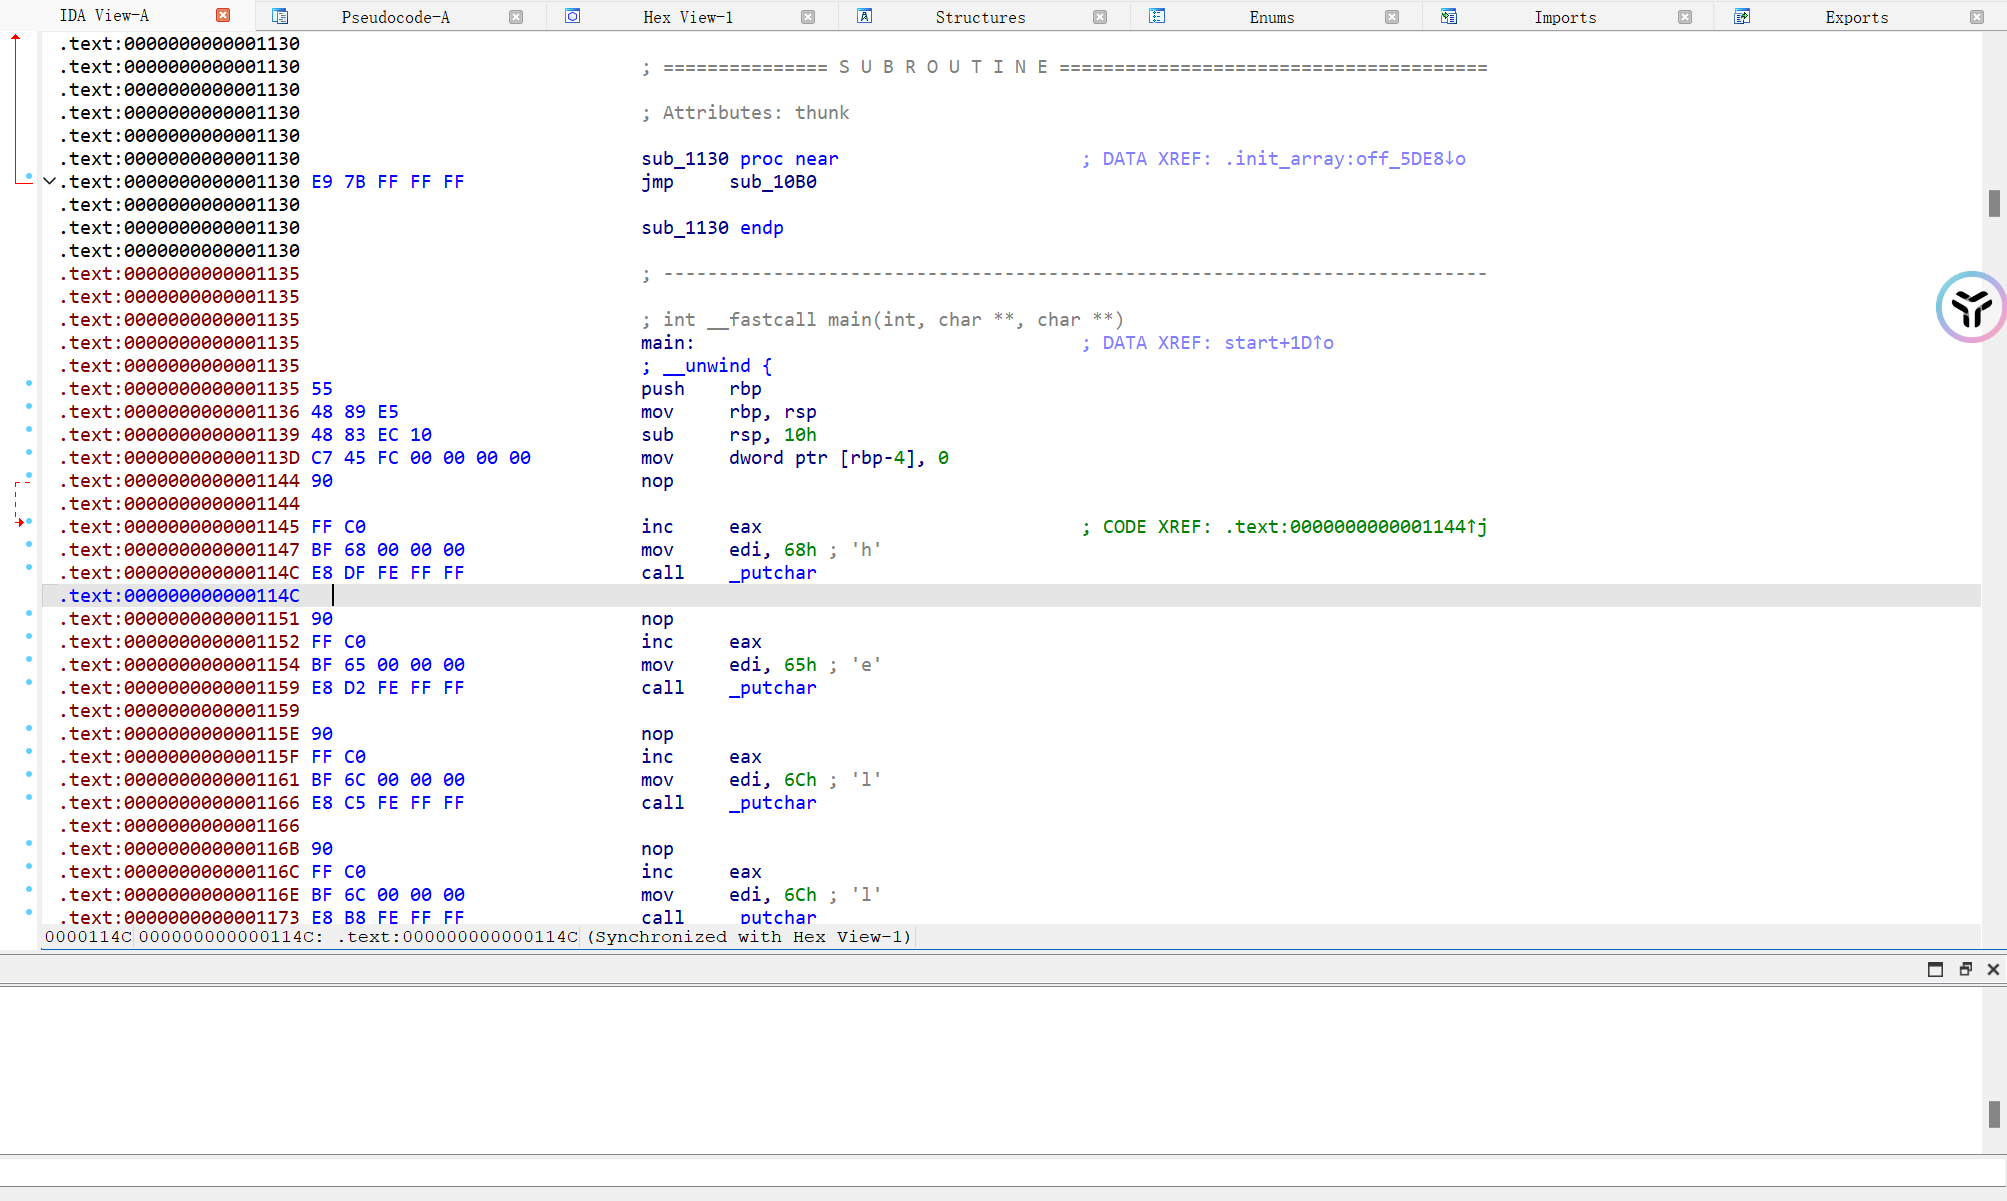 IDA View-A Pseudocode-A Hex View-1 Structures Enums Imports Exports
.text:0000000000001130
.text:0000000000001130 ; =============== S U B R O U T I N E =======================================
.text:0000000000001130
.text:0000000000001130 ; Attributes: thunk
.text:0000000000001130
.text:0000000000001130 sub_1130 proc near ; DATA XREF: .init_array:off_5DE8↓o
.text:0000000000001130 E9 7B FF FF FF jmp sub_10B0
.text:0000000000001130
.text:0000000000001130 sub_1130 endp
.text:0000000000001130
.text:0000000000001135 ; ---------------------------------------------------------------------------
.text:0000000000001135
.text:0000000000001135 ; int __fastcall main(int, char **, char **)
.text:0000000000001135 main: ; DATA XREF: start+1D↑o
.text:0000000000001135 ; __unwind {
.text:0000000000001135 55 push rbp
.text:0000000000001136 48 89 E5 mov rbp, rsp
.text:0000000000001139 48 83 EC 10 sub rsp, 10h
.text:000000000000113D C7 45 FC 00 00 00 00 mov dword ptr [rbp-4], 0
.text:0000000000001144 90 nop
.text:0000000000001144
.text:0000000000001145 FF C0 inc eax ; CODE XREF: .text:0000000000001144↑j
.text:0000000000001147 BF 68 00 00 00 mov edi, 68h ; 'h'
.text:000000000000114C E8 DF FE FF FF call _putchar
.text:000000000000114C
.text:0000000000001151 90 nop
.text:0000000000001152 FF C0 inc eax
.text:0000000000001154 BF 65 00 00 00 mov edi, 65h ; 'e'
.text:0000000000001159 E8 D2 FE FF FF call _putchar
.text:0000000000001159
.text:000000000000115E 90 nop
.text:000000000000115F FF C0 inc eax
.text:0000000000001161 BF 6C 00 00 00 mov edi, 6Ch ; 'l'
.text:0000000000001166 E8 C5 FE FF FF call _putchar
.text:0000000000001166
.text:000000000000116B 90 nop
.text:000000000000116C FF C0 inc eax
.text:000000000000116E BF 6C 00 00 00 mov edi, 6Ch ; 'l'
.text:0000000000001173 E8 B8 FE FF FF call _putchar
0000114C 000000000000114C: .text:000000000000114C (Synchronized with Hex View-1)